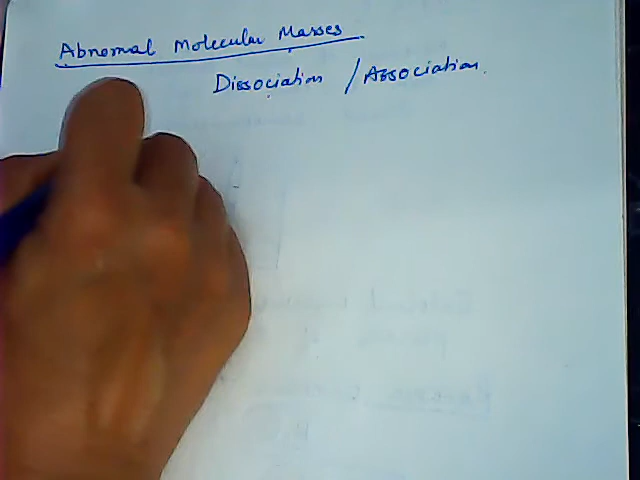 Abnormal Molecular Masses
Dissociation / Association.